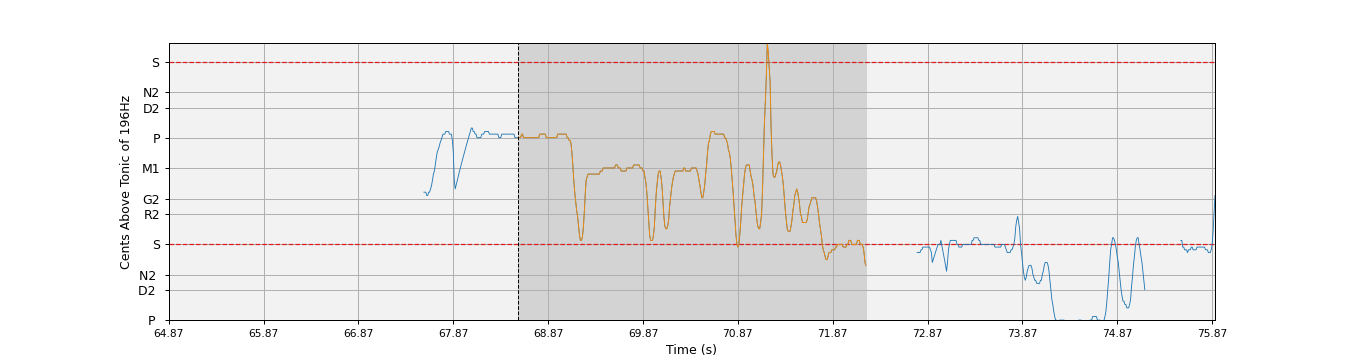 Cents Above Tonic of 196Hz
S
N2
D2
P
M1
G2
R2
S
N2
D2
P
64.87 65.87 66.87 67.87 68.87 69.87 70.87 71.87 72.87 73.87 74.87 75.87
Time (s)